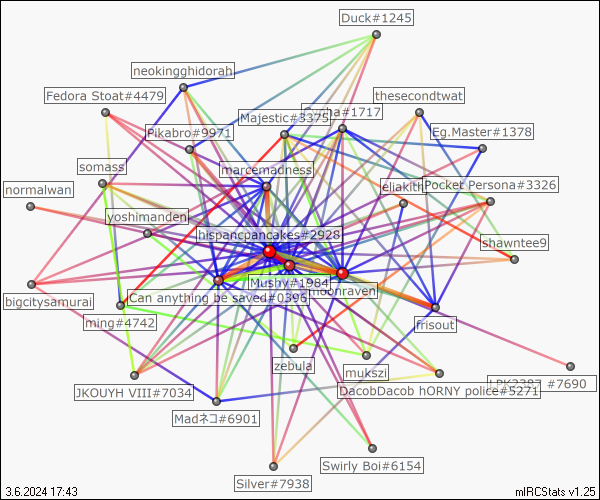 Duck#1245
neokingghidorah
Fedora Stoat#4479
thesecondtwat
Majestic#3375
#1717
Pikabro#9971
Eg.Master#1378
somass
marcemadness
eljakith
Pocket Persona#3326
normalwan
yoshimanden
hispancpancakes#2928
shawntee9
Mushy#1984
moonraven
Can anything be saved#0396
bigcitysamurai
ming#4742
frisout
zebula
mukszi
#7690
JKOUYH VIII#7034
DacobDacob hORNY police#5271
Madネコ#6901
Swirly Boi#6154
Silver#7938
3.6.2024 17:43
mIRCStats v1.25